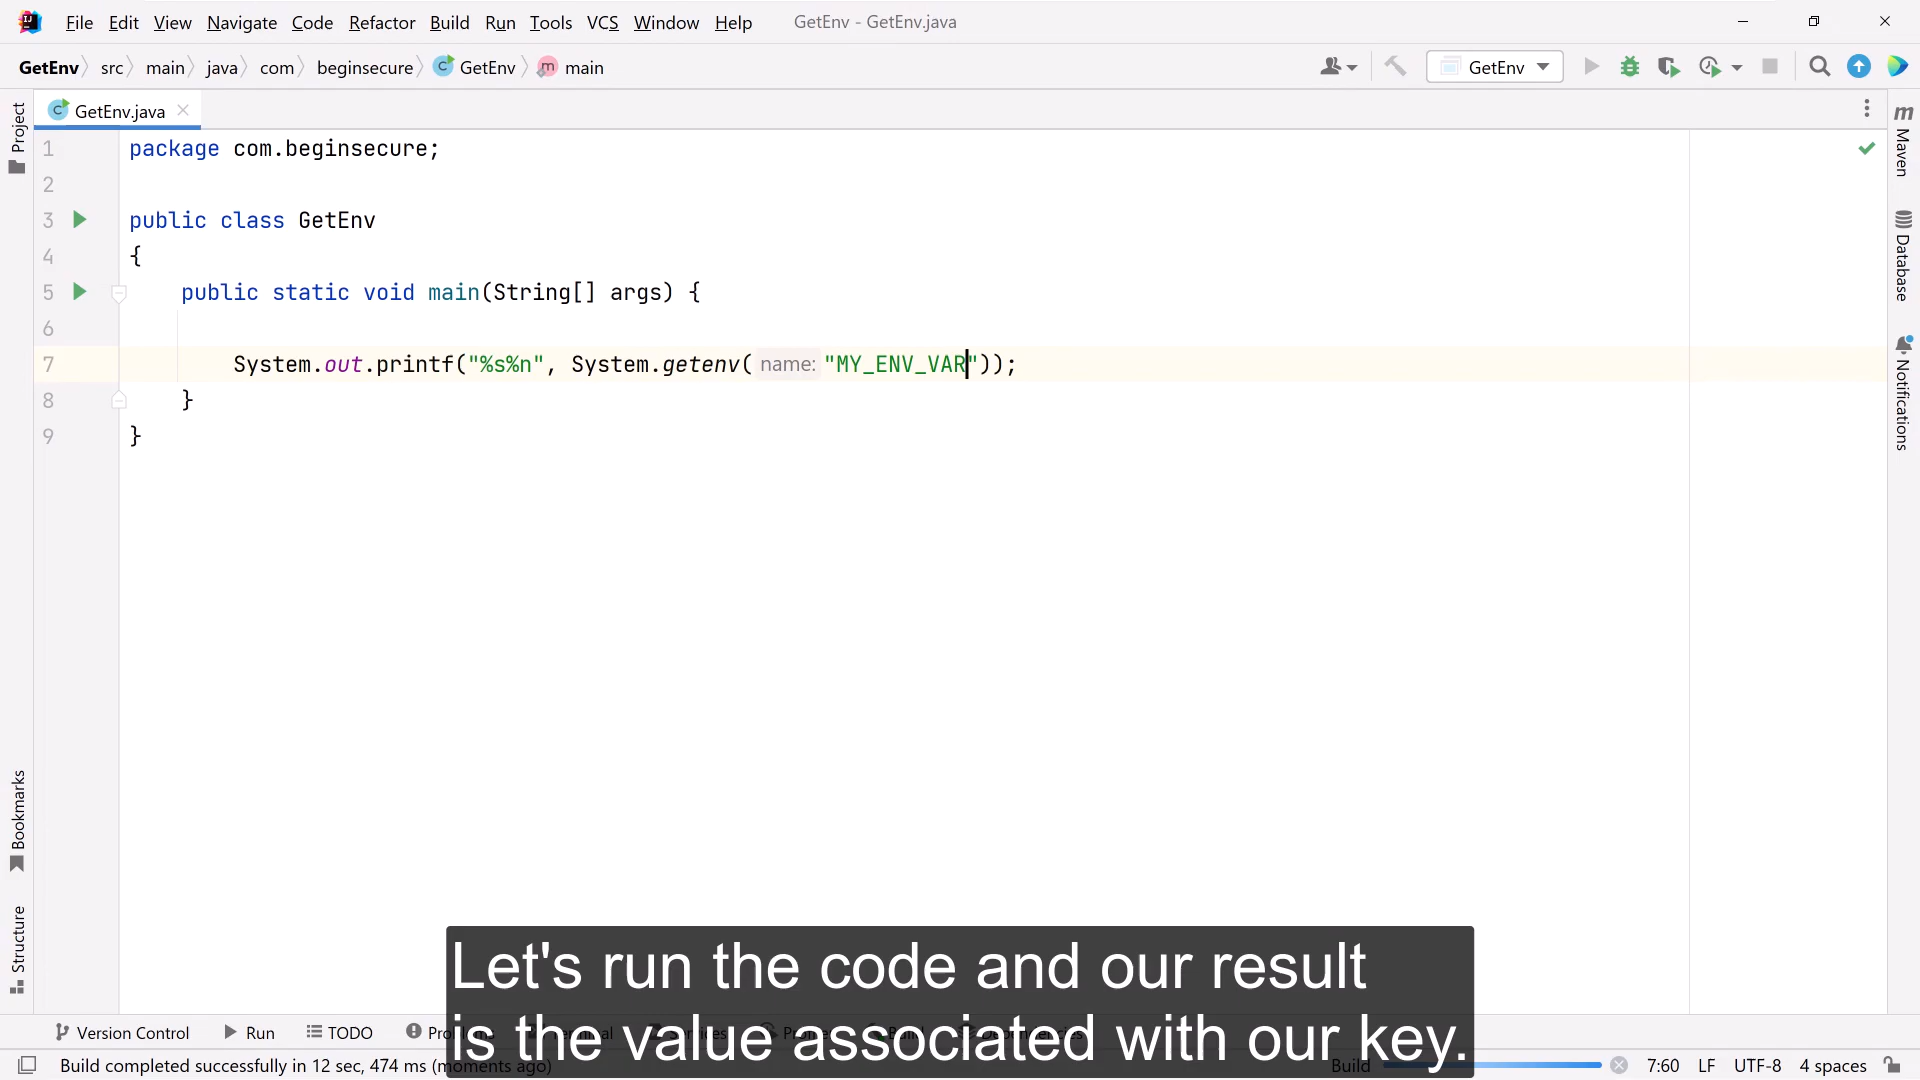 File Edit View Navigate Code Refactor Build Run Tools VCS Window Help GetEnv - GetEnv.java
GetEnv src main java com beginsecure GetEnv main GetEnv
GetEnv.java
Project
Maven
Database
Notifications
Bookmarks
Structure
1 package com.beginsecure;
2
3 public class GetEnv
4 {
5 public static void main(String[] args) {
6
7 System.out.printf("%s%n", System.getenv( name: "MY_ENV_VAR"));
8 }
9 }
Let's run the code and our result
is the value associated with our key.
Version Control Run TODO
Build completed successfully in 12 sec, 474 ms (moments ago) Build 7:60 LF UTF-8 4 spaces